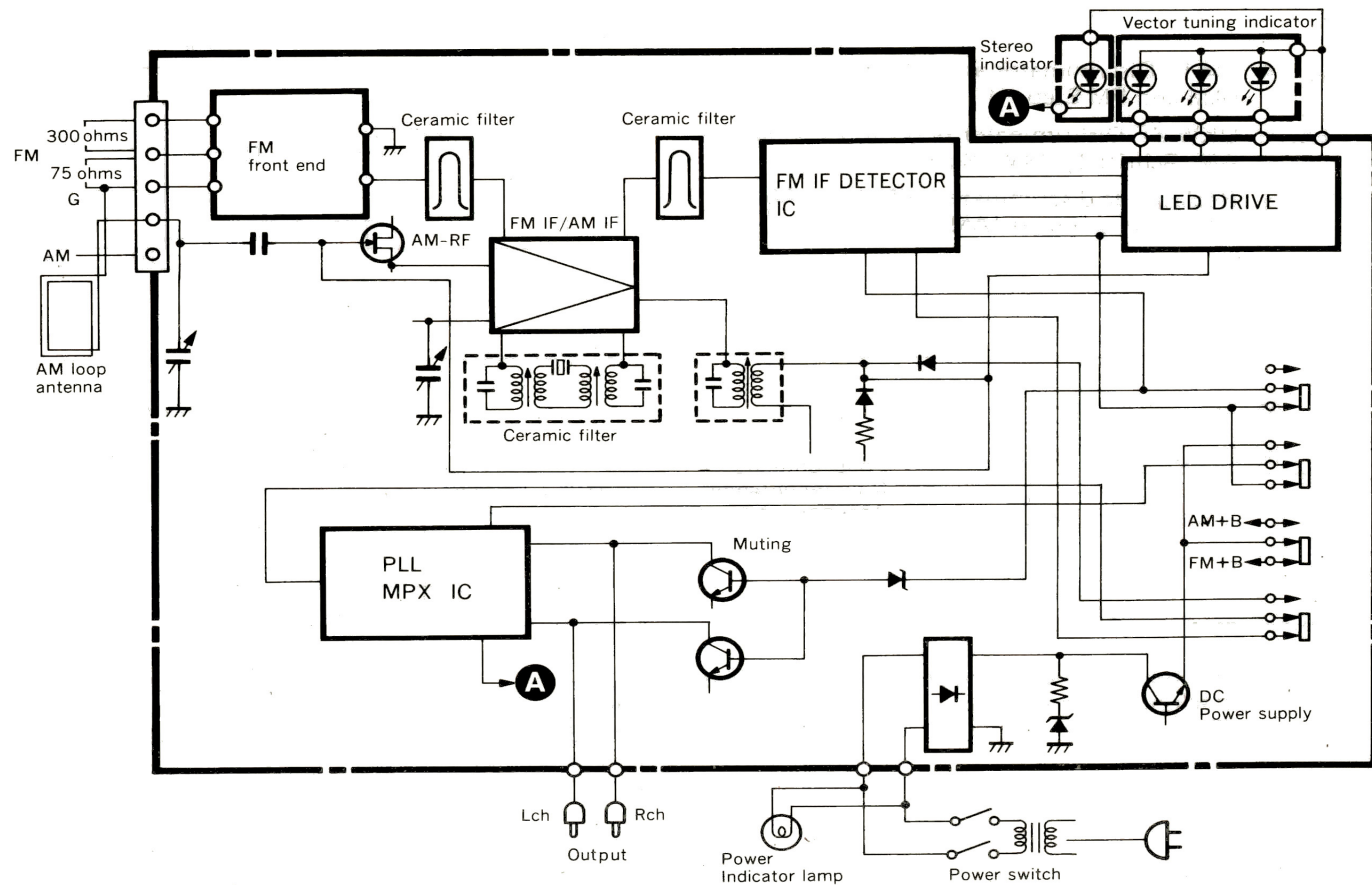 Vector tuning indicator
Stereo
indicator
A
300 ohms
FM
75 ohms
G
AM
AM loop
antenna
FM
front end
Ceramic filter
Ceramic filter
FM IF/AM IF
AM-RF
FM IF DETECTOR
IC
LED DRIVE
Ceramic filter
PLL
MPX IC
Muting
A
AM+B
FM+B
DC
Power supply
Lch
Rch
Output
Power
Indicator lamp
Power switch